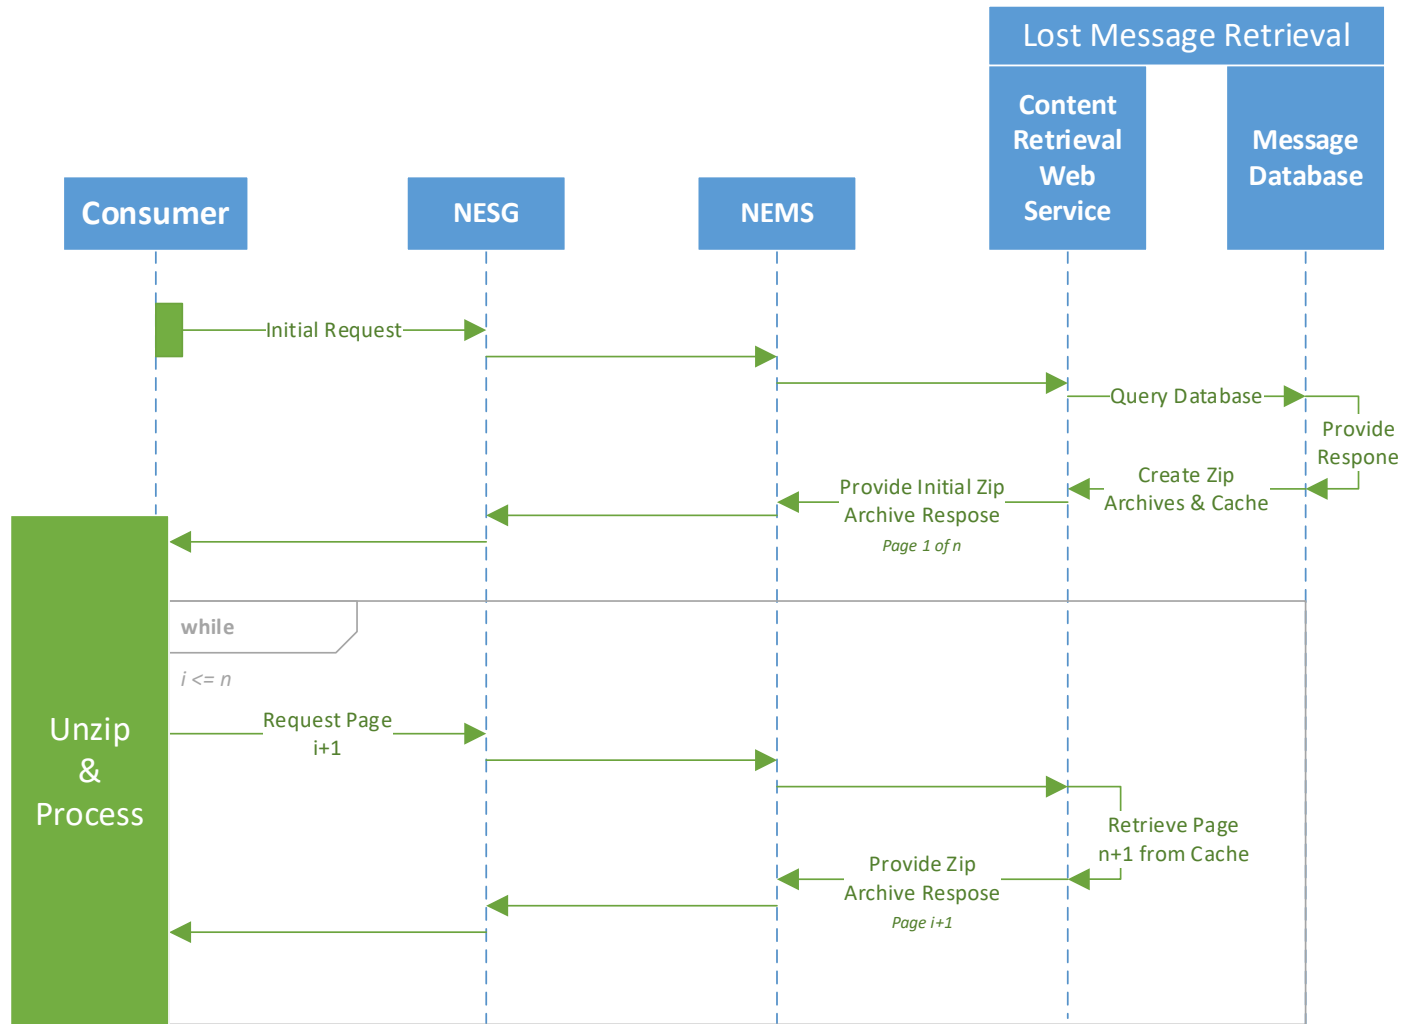 Lost Message Retrieval
Content
Retrieval
Web
Service
Message
Database
Consumer
NESG
NEMS
Initial Request
Query Database
Provide
Respone
Create Zip
Archives & Cache
Provide Initial Zip
Archive Respose
Page 1 of n
while
i <= n
Unzip
&
Process
Request Page
i+1
Retrieve Page
n+1 from Cache
Provide Zip
Archive Respose
Page i+1